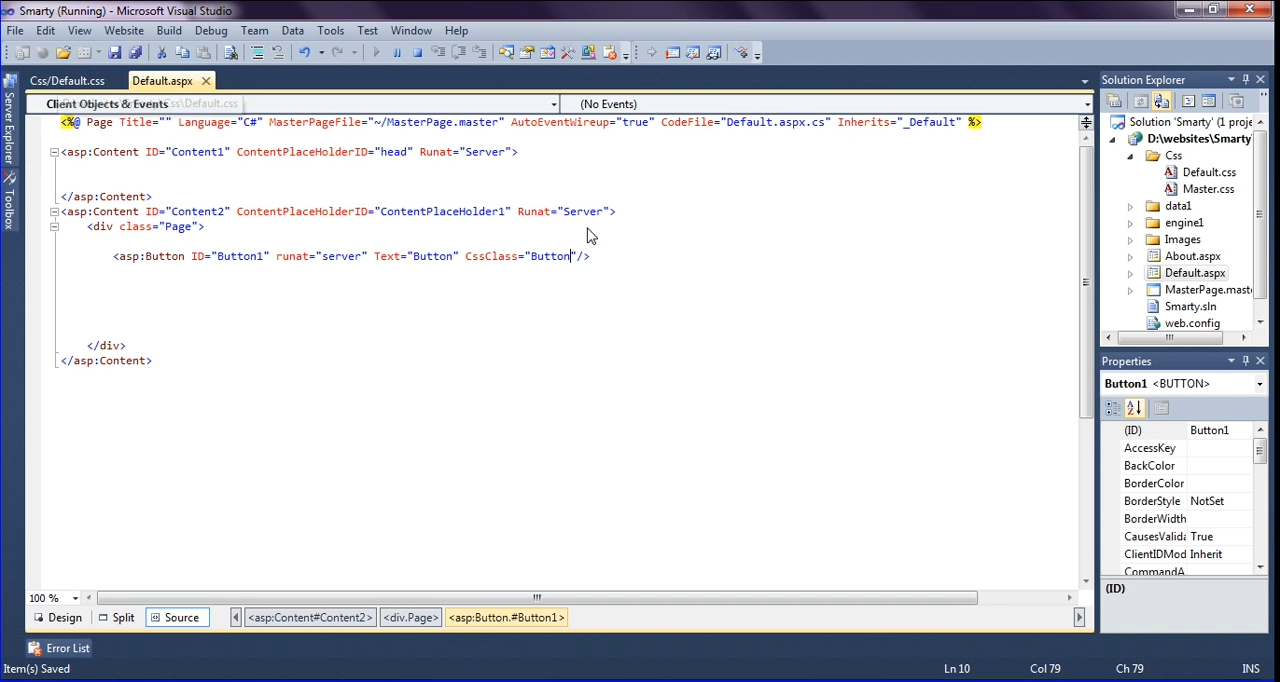 Smarty (Running) - Microsoft Visual Studio
File Edit View Website Build Debug Team Data Tools Test Window Help
Css/Default.css Default.aspx
Client Objects & Events (No Events)
<%@ Page Title="" Language="C#" MasterPageFile="~/MasterPage.master" AutoEventWireup="true" CodeFile="Default.aspx.cs" Inherits="_Default" %>
<asp:Content ID="Content1" ContentPlaceHolderID="head" Runat="Server">
</asp:Content>
<asp:Content ID="Content2" ContentPlaceHolderID="ContentPlaceHolder1" Runat="Server">
<div class="Page">
<asp:Button ID="Button1" runat="server" Text="Button" CssClass="Button"/>
</div>
</asp:Content>
100 %
Design Split Source <asp:Content#Content2> <div.Page> <asp:Button.#Button1>
Server Explorer
Toolbox
Solution Explorer
Solution 'Smarty' (1 proje
D:\websites\Smarty
Css
Default.css
Master.css
data1
engine1
Images
About.aspx
Default.aspx
MasterPage.maste
Smarty.sln
web.config
Properties
Button1 <BUTTON>
(ID) Button1
AccessKey
BackColor
BorderColor
BorderStyle NotSet
BorderWidth
CausesValida True
ClientIDMod Inherit
CommandA
(ID)
Error List
Item(s) Saved Ln 10 Col 79 Ch 79 INS